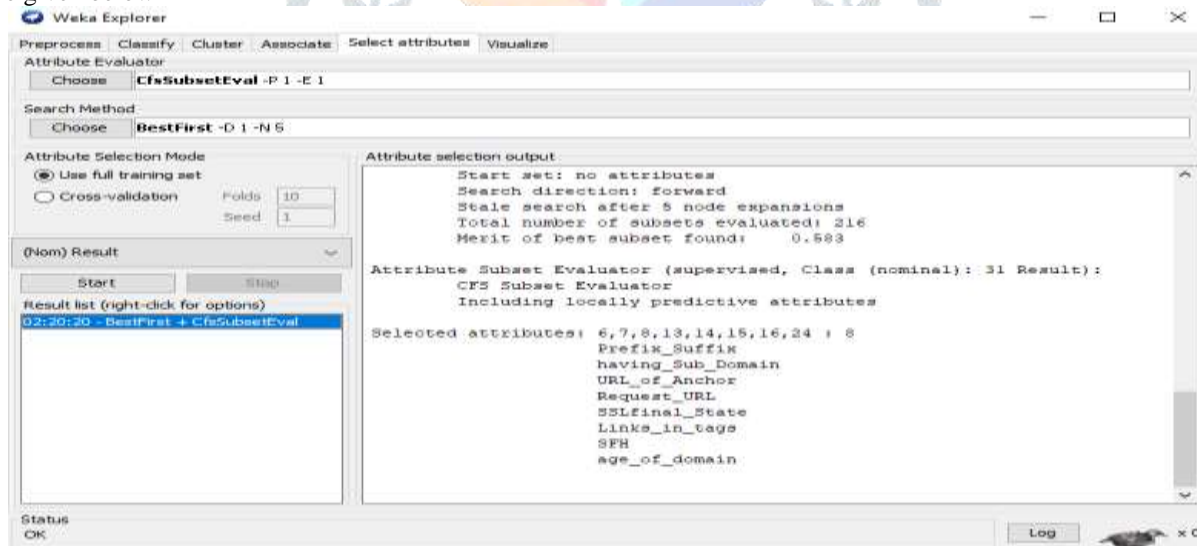 Weka Explorer
Preprocess Classify Cluster Associate Select attributes Visualize
Attribute Evaluator
Choose CfsSubsetEval -P 1 -E 1
Search Method
Choose BestFirst -D 1 -N 5
Attribute Selection Mode
Use full training set
Cross-validation Folds 10
Seed 1
(Nom) Result
Start Stop
Result list (right-click for options)
02:20:20 - BestFirst + CfsSubsetEval
Attribute selection output
Start set: no attributes
Search direction: forward
Stale search after 5 node expansions
Total number of subsets evaluated: 216
Merit of best subset found: 0.583
Attribute Subset Evaluator (supervised, Class (nominal): 31 Result):
CFS Subset Evaluator
Including locally predictive attributes
Selected attributes: 6,7,8,13,14,15,16,24 : 8
Prefix_Suffix
having_Sub_Domain
URL_of_Anchor
Request_URL
SSLfinal_State
Links_in_tags
SFH
age_of_domain
Status
OK
Log